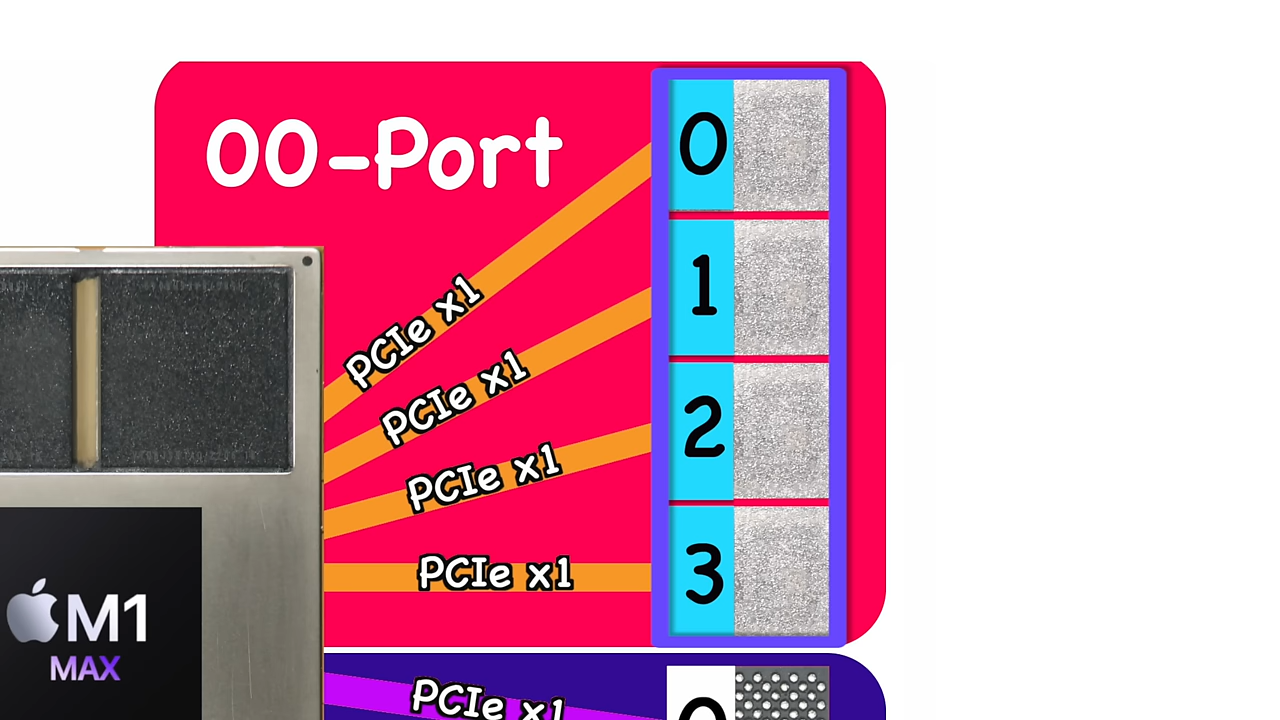 00-Port
0
PCIe x1
1
PCIe x1
2
PCIe x1
3
PCIe x1
M1
MAX
PCIe x1